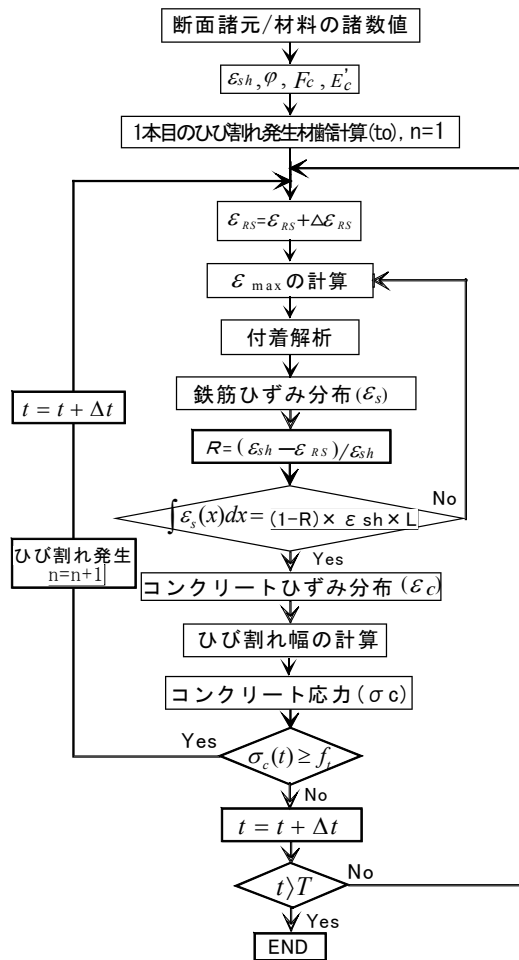 断面諸元/材料の諸数値
εsh, φ, Fc, E'c
1本目のひび割れ発生材齢計算(to), n=1
εRS=εRS+ΔεRS
εmaxの計算
付着解析
鉄筋ひずみ分布(εs)
R=(εsh−εRS)/εsh
∫εs(x)dx=(1-R)×εsh×L
No
Yes
コンクリートひずみ分布(εc)
ひび割れ幅の計算
コンクリート応力(σc)
σc(t)≥ft
Yes
ひび割れ発生
n=n+1
t=t+Δt
No
t=t+Δt
t〉T
No
Yes
END